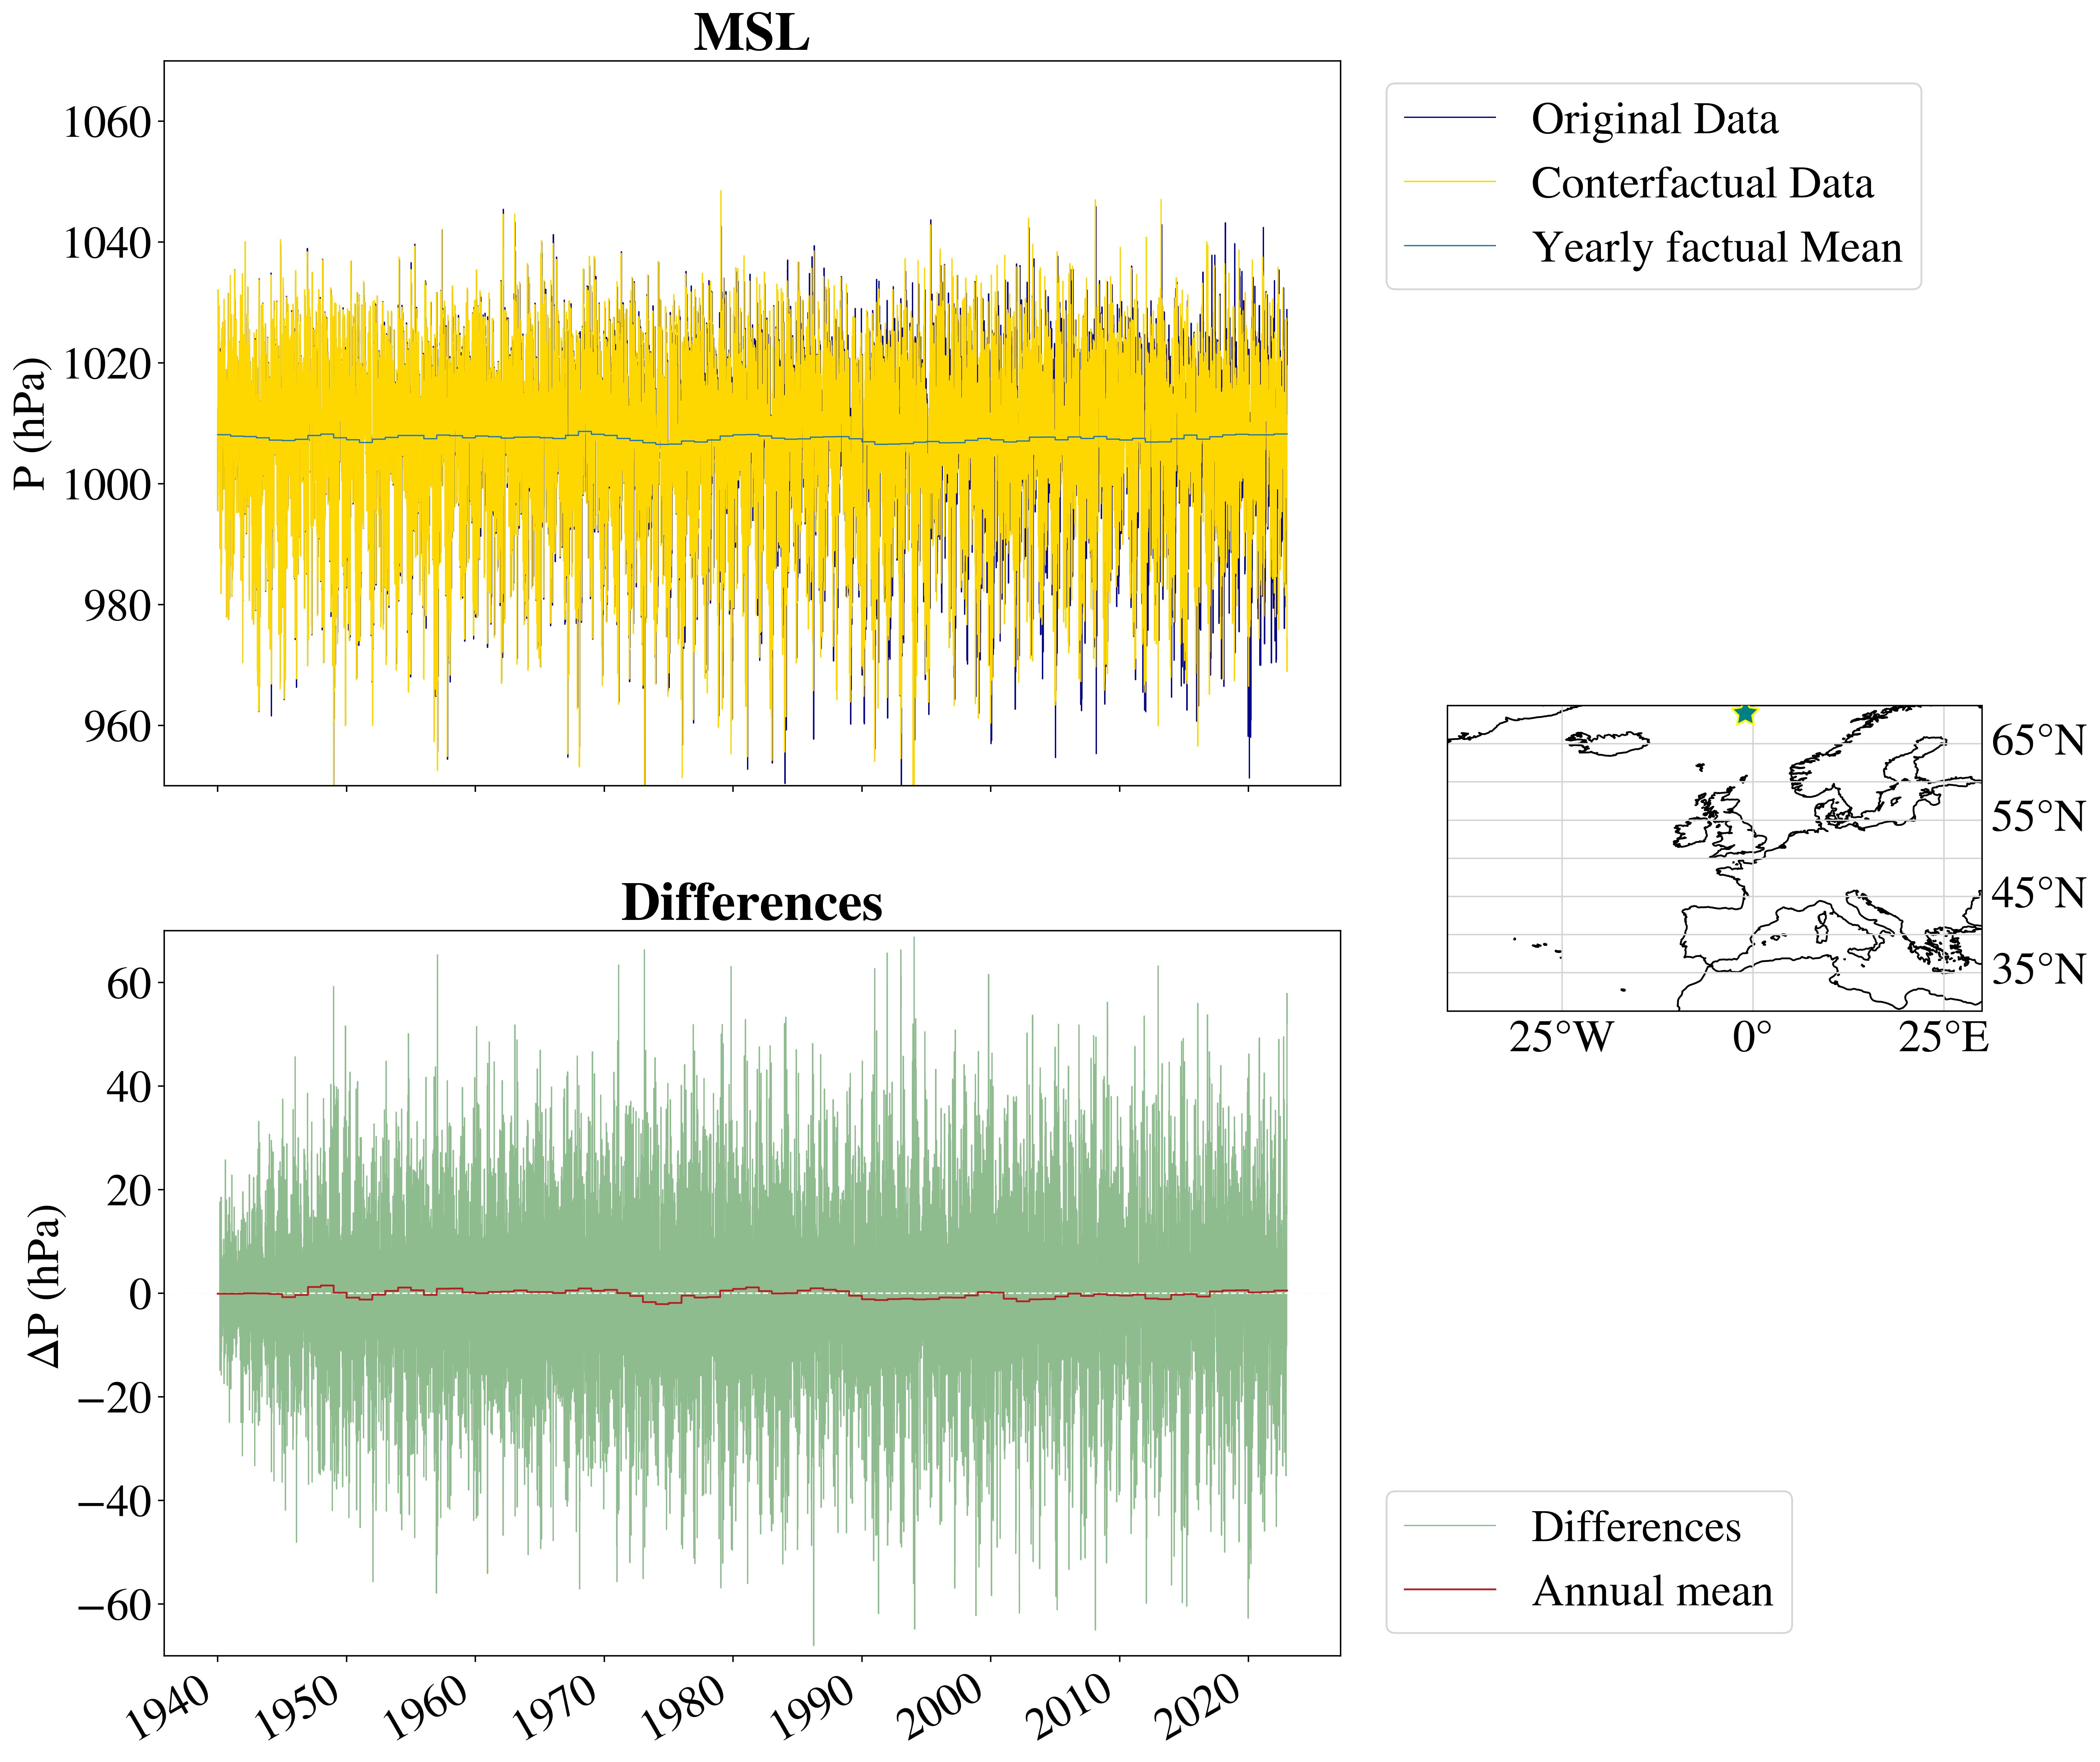 MSL
P (hPa)
1060
1040
1020
1000
980
960
Original Data
Conterfactual Data
Yearly factual Mean
65°N
55°N
45°N
35°N
25°W 0° 25°E
Differences
ΔP (hPa)
60
40
20
0
−20
−40
−60
1940 1950 1960 1970 1980 1990 2000 2010 2020
Differences
Annual mean